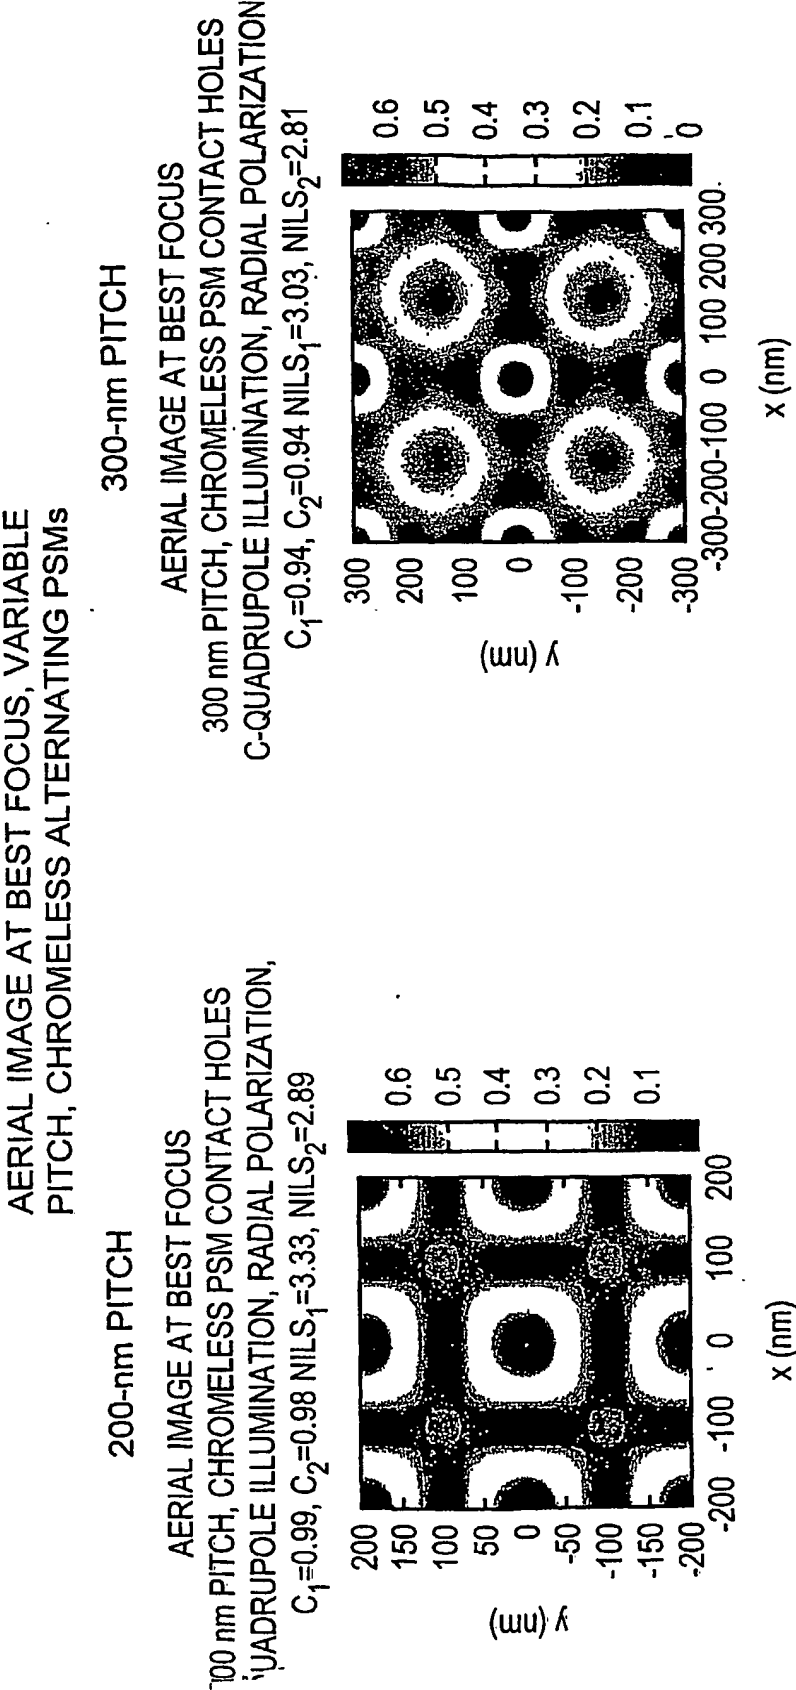 AERIAL IMAGE AT BEST FOCUS, VARIABLE
PITCH, CHROMELESS ALTERNATING PSMs
200-nm PITCH
AERIAL IMAGE AT BEST FOCUS
00 nm PITCH, CHROMELESS PSM CONTACT HOLES
UADRUPOLE ILLUMINATION, RADIAL POLARIZATION,
C1=0.99, C2=0.98 NILS1=3.33, NILS2=2.89
200
150
100
50
0
-50
-100
-150
-200
y (nm)
-200 -100 0 100 200
x (nm)
0.6
0.5
0.4
0.3
0.2
0.1
300-nm PITCH
AERIAL IMAGE AT BEST FOCUS
300 nm PITCH, CHROMELESS PSM CONTACT HOLES
C-QUADRUPOLE ILLUMINATION, RADIAL POLARIZATION
C1=0.94, C2=0.94 NILS1=3.03, NILS2=2.81
300
200
100
0
-100
-200
-300
y (nm)
-300-200-100 0 100 200 300
x (nm)
0.6
0.5
0.4
0.3
0.2
0.1
0